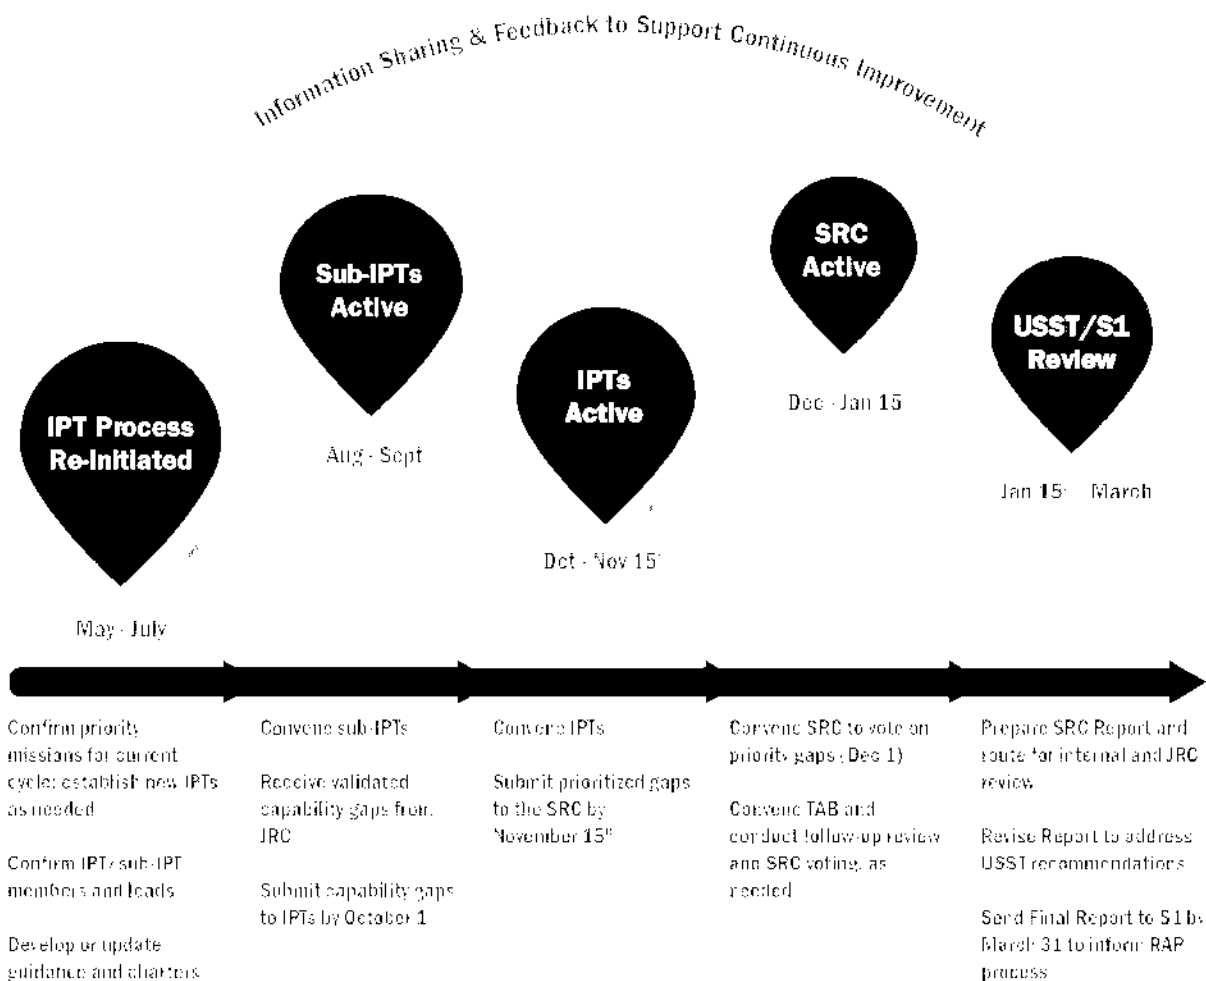 Information Sharing & Feedback to Support Continuous Improvement
SRC
Active
Sub-IPTs
Active
USST/S1
Review
IPTs
Active
Dec - Jan 15
IPT Process
Re-Initiated
Aug - Sept
Jan 15 March
Oct - Nov 15
May - July
Confirm priority
missions for current
cycle; establish new IPTs
as needed
Confirm IPT/sub-IPT
members and leads
Develop or update
guidance and charters
Convene sub-IPTs
Receive validated
capability gaps from
JRC
Submit capability gaps
to IPTs by October 1
Convene IPTs
Submit prioritized gaps
to the SRC by
November 15th
Convene SRC to vote on
priority gaps (Dec 1)
Convene TAB and
conduct follow-up review
and SRC voting, as
needed
Prepare SRC Report and
route for internal and JRC
review
Revise Report to address
USST recommendations
Send Final Report to S1 by
March 31 to inform RAP
process